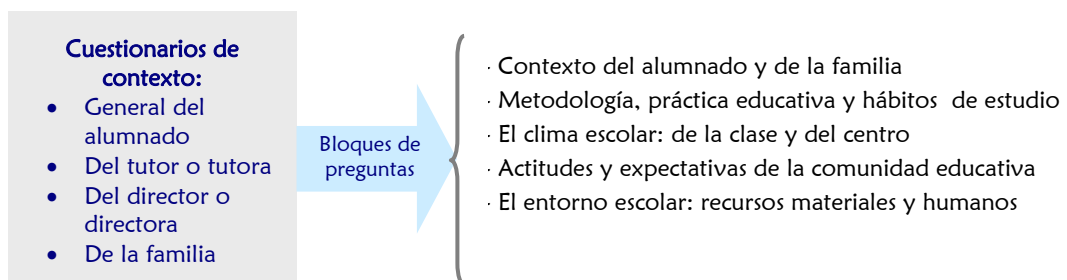 Cuestionarios de
contexto:
• General del
alumnado
• Del tutor o tutora
• Del director o
directora
• De la familia
Bloques de
preguntas
· Contexto del alumnado y de la familia
· Metodología, práctica educativa y hábitos de estudio
· El clima escolar: de la clase y del centro
· Actitudes y expectativas de la comunidad educativa
· El entorno escolar: recursos materiales y humanos